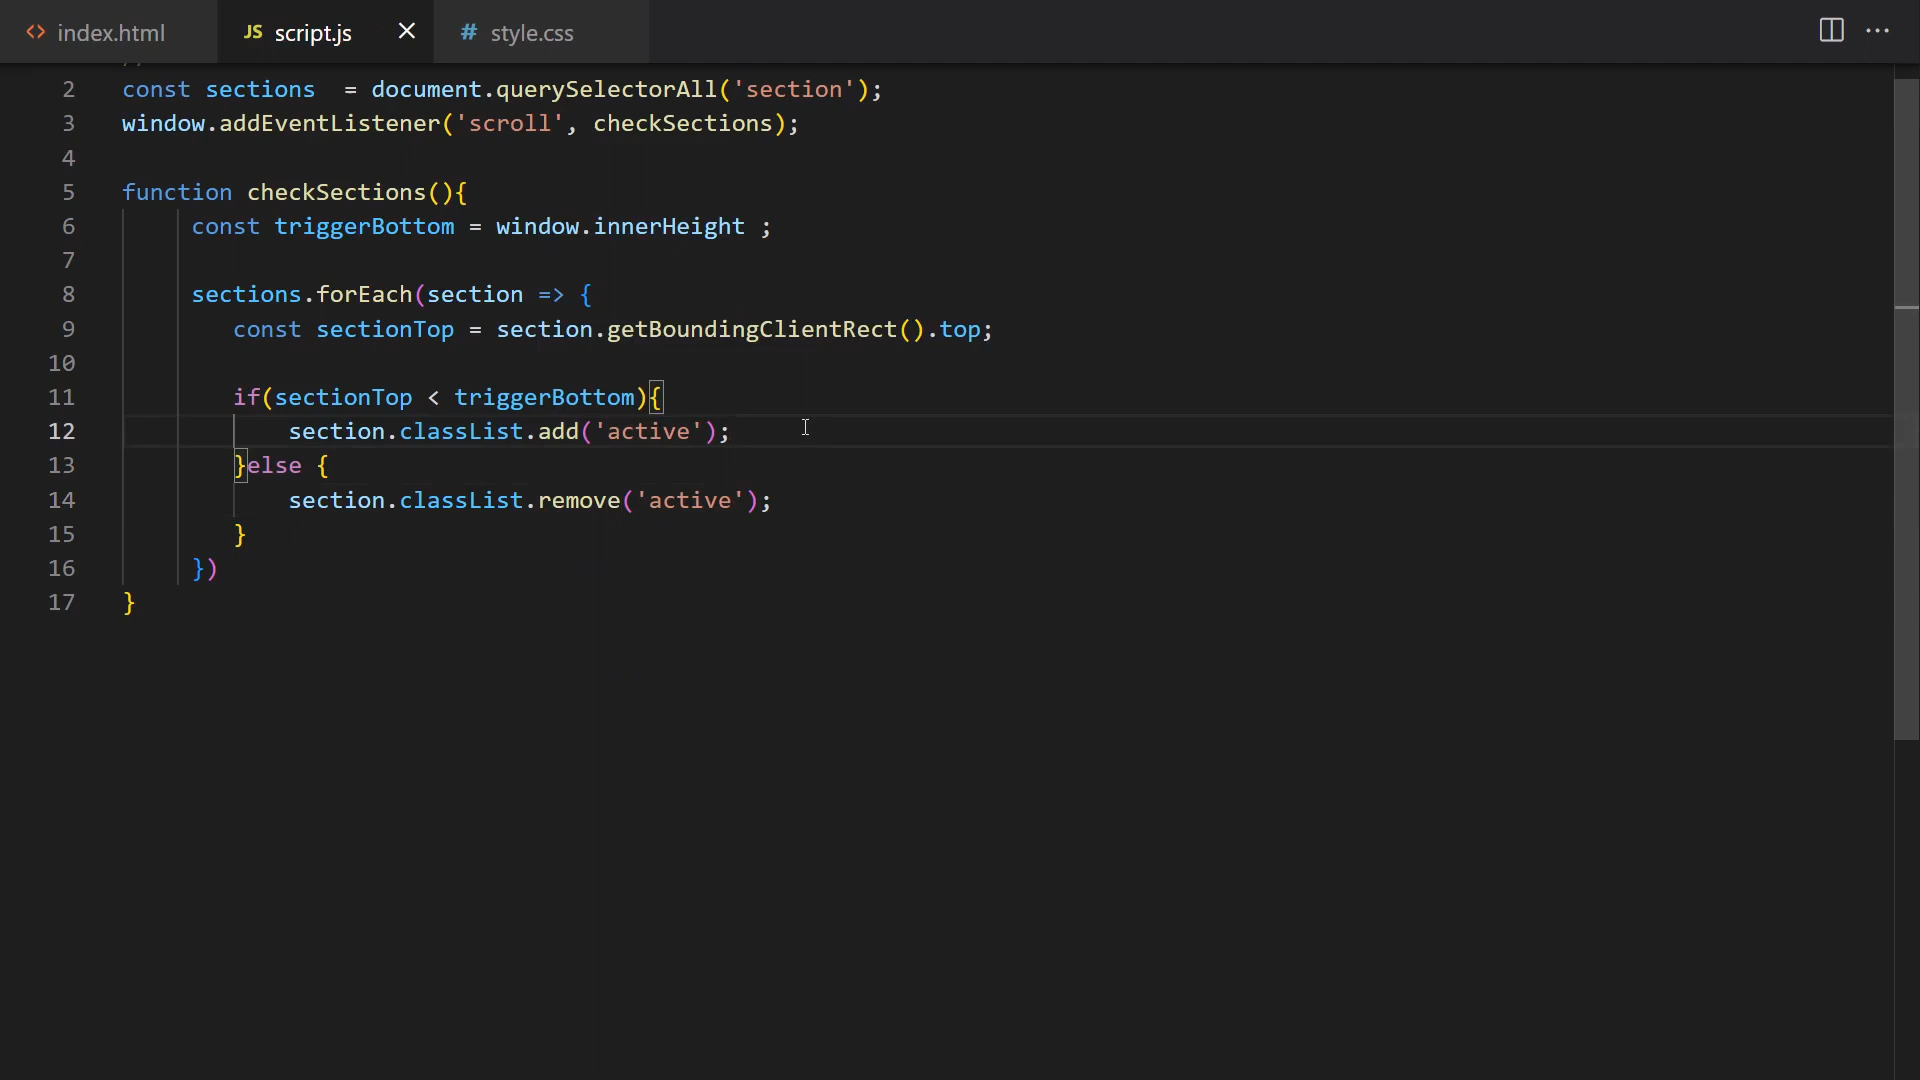 index.html
JS script.js
# style.css
2 const sections  = document.querySelectorAll('section');
3 window.addEventListener('scroll', checkSections);
4
5 function checkSections(){
6 const triggerBottom = window.innerHeight ;
7
8 sections.forEach(section => {
9 const sectionTop = section.getBoundingClientRect().top;
10
11 if(sectionTop < triggerBottom){
12 section.classList.add('active');
13 }else {
14 section.classList.remove('active');
15 }
16 })
17 }